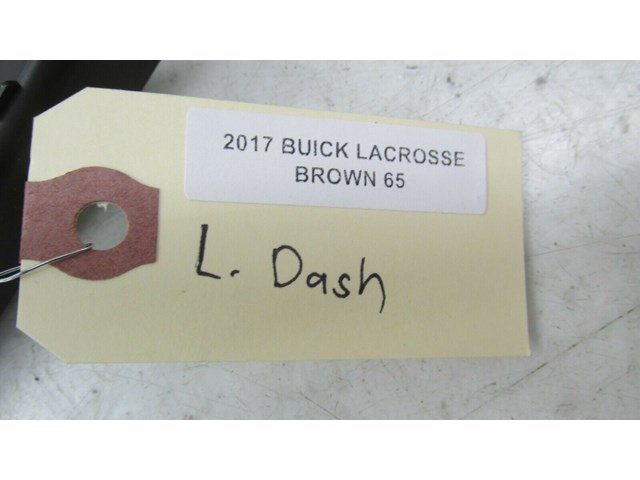 2017 BUICK LACROSSE
BROWN 65
L. Dash